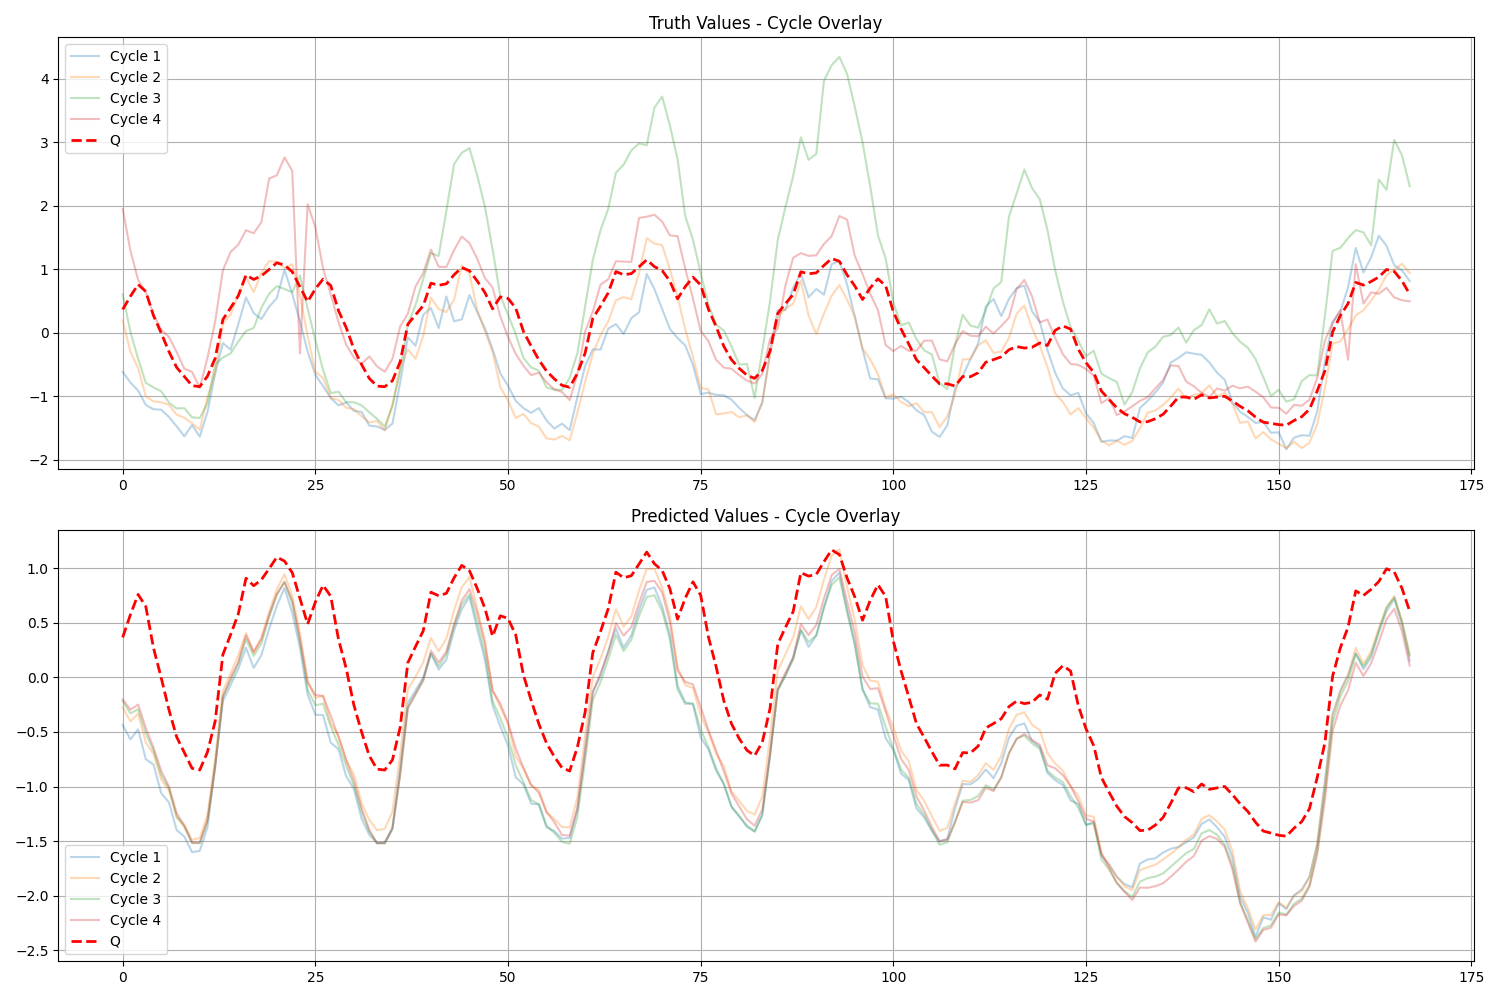 Truth Values - Cycle Overlay
Cycle 1
Cycle 2
Cycle 3
Cycle 4
Q
4
3
2
1
0
−1
−2
0 25 50 75 100 125 150 175
Predicted Values - Cycle Overlay
1.0
0.5
0.0
−0.5
−1.0
−1.5
−2.0
−2.5
Cycle 1
Cycle 2
Cycle 3
Cycle 4
Q
0 25 50 75 100 125 150 175